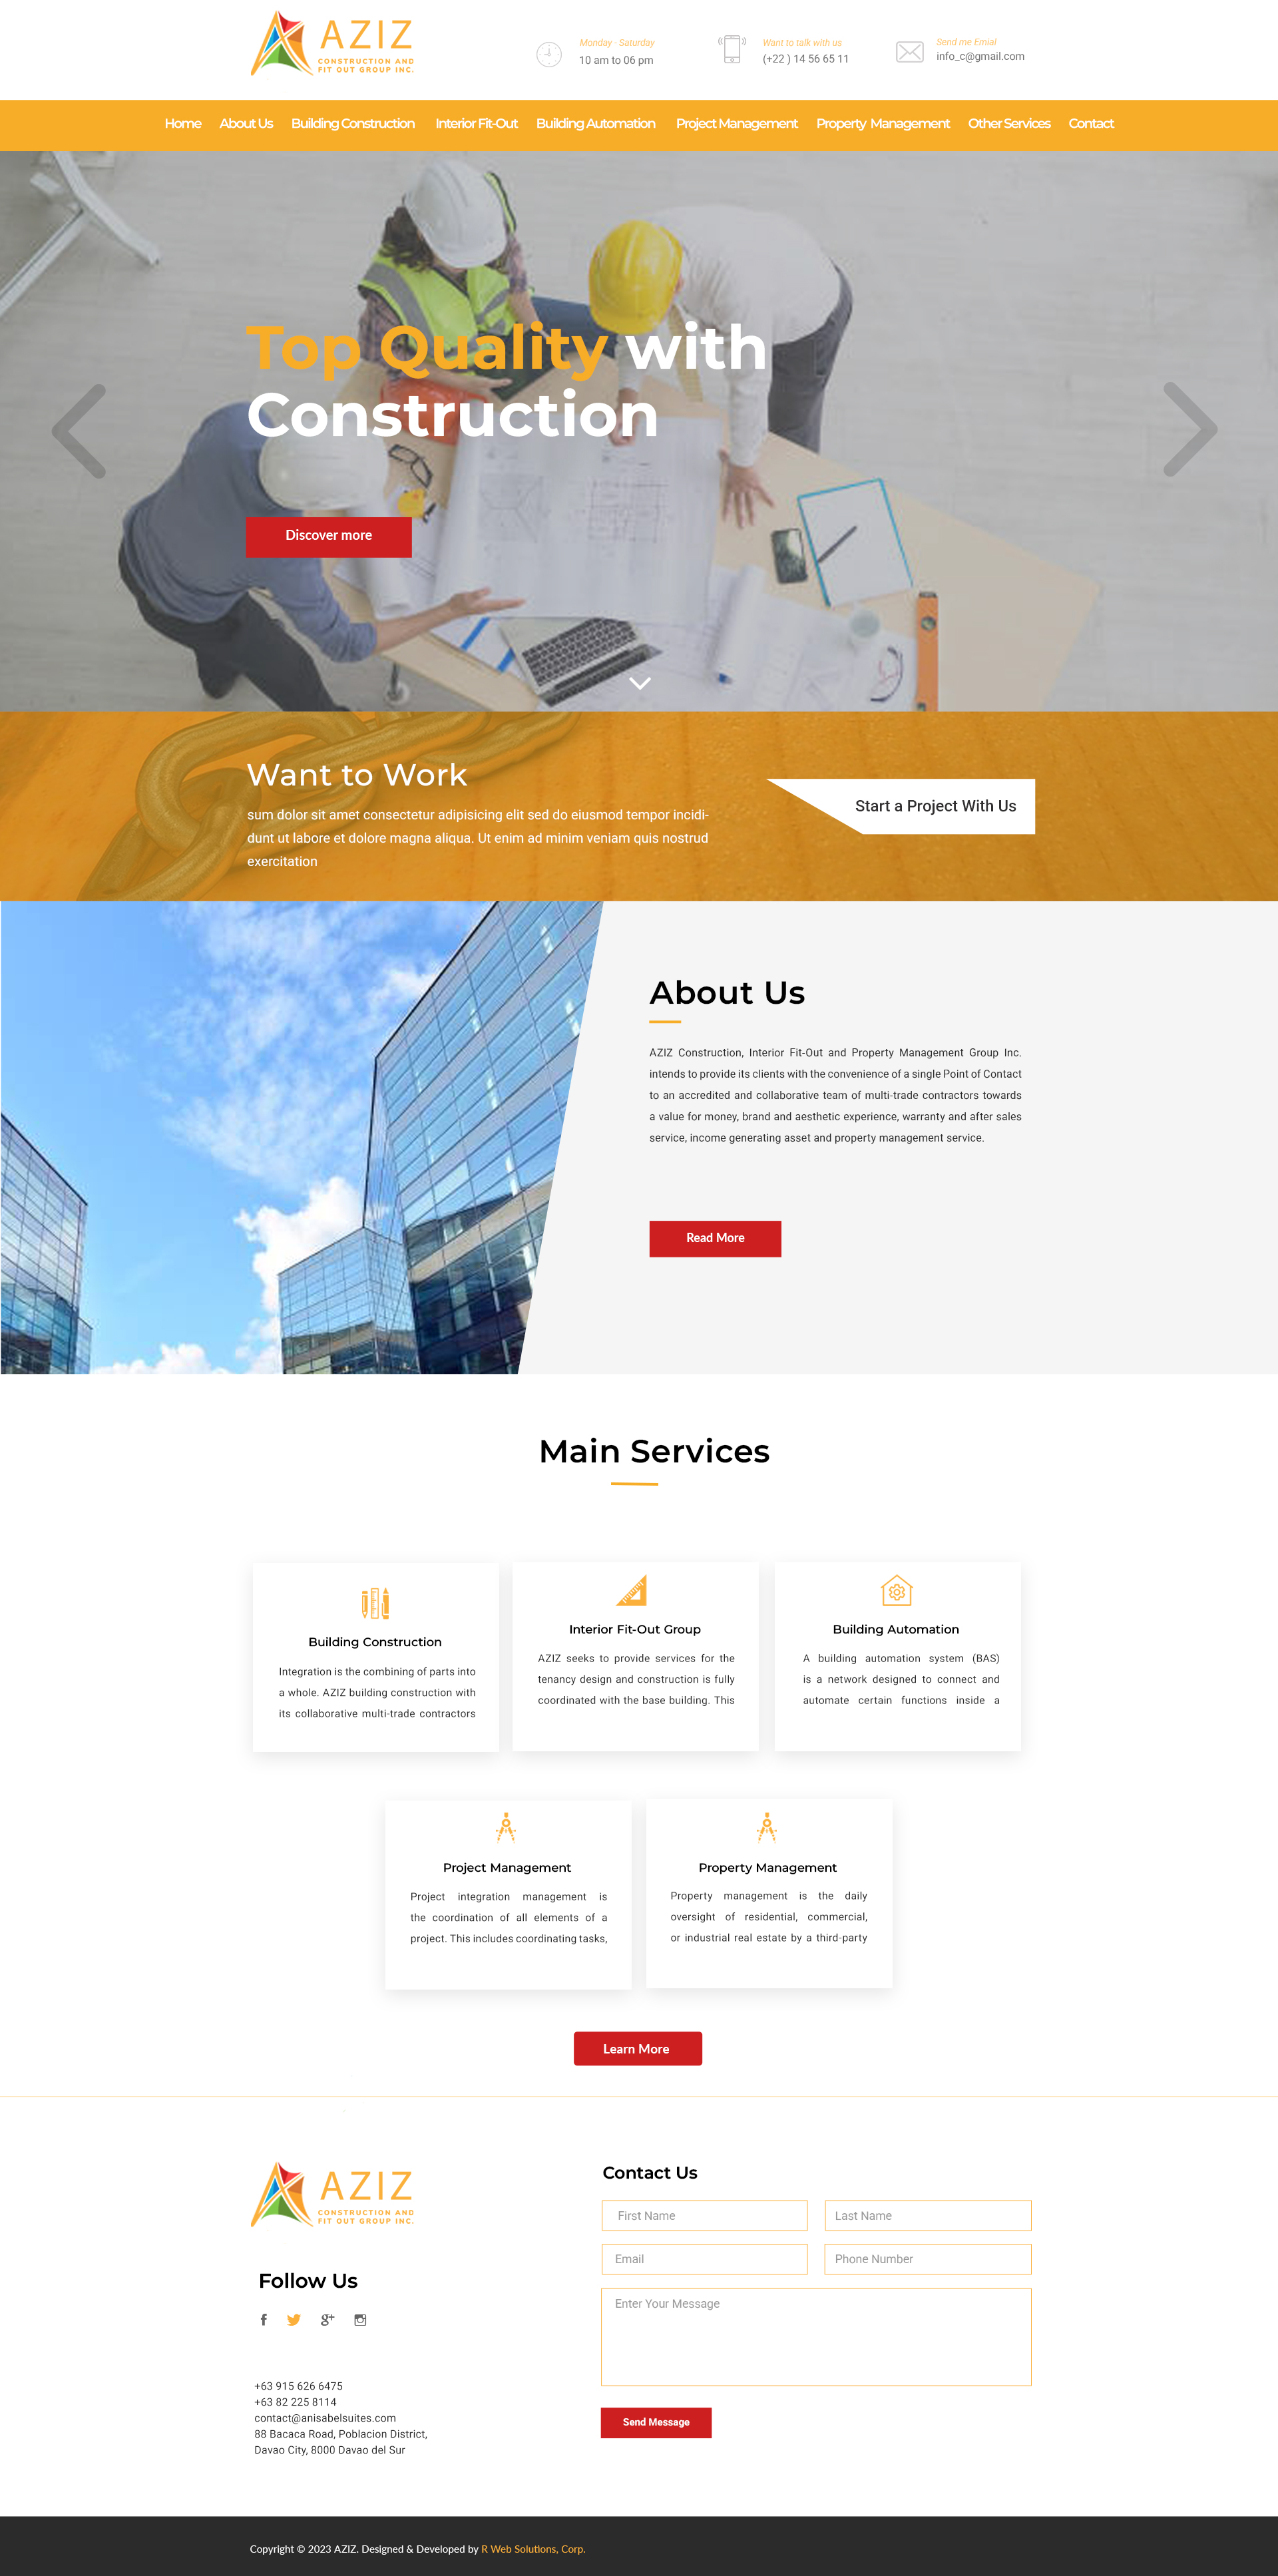 AZIZ
CONSTRUCTION AND
FIT OUT GROUP INC.
Monday - Saturday
10 am to 06 pm
Want to talk with us
(+22 ) 14 56 65 11
Send me Emial
info_c@gmail.com
Home About Us Building Construction Interior Fit-Out Building Automation Project Management Property Management Other Services Contact
Top Quality with
Construction
Discover more
Want to Work
sum dolor sit amet consectetur adipisicing elit sed do eiusmod tempor incidi-
dunt ut labore et dolore magna aliqua. Ut enim ad minim veniam quis nostrud
exercitation
Start a Project With Us
About Us
AZIZ Construction, Interior Fit-Out and Property Management Group Inc.
intends to provide its clients with the convenience of a single Point of Contact
to an accredited and collaborative team of multi-trade contractors towards
a value for money, brand and aesthetic experience, warranty and after sales
service, income generating asset and property management service.
Read More
Main Services
Building Construction
Integration is the combining of parts into
a whole. AZIZ building construction with
its collaborative multi-trade contractors
Interior Fit-Out Group
AZIZ seeks to provide services for the
tenancy design and construction is fully
coordinated with the base building. This
Building Automation
A building automation system (BAS)
is a network designed to connect and
automate certain functions inside a
Project Management
Project integration management is
the coordination of all elements of a
project. This includes coordinating tasks,
Property Management
Property management is the daily
oversight of residential, commercial,
or industrial real estate by a third-party
Learn More
AZIZ
CONSTRUCTION AND
FIT OUT GROUP INC.
Follow Us
+63 915 626 6475
+63 82 225 8114
contact@anisabelsuites.com
88 Bacaca Road, Poblacion District,
Davao City, 8000 Davao del Sur
Contact Us
First Name
Last Name
Email
Phone Number
Enter Your Message
Send Message
Copyright © 2023 AZIZ. Designed & Developed by R Web Solutions, Corp.